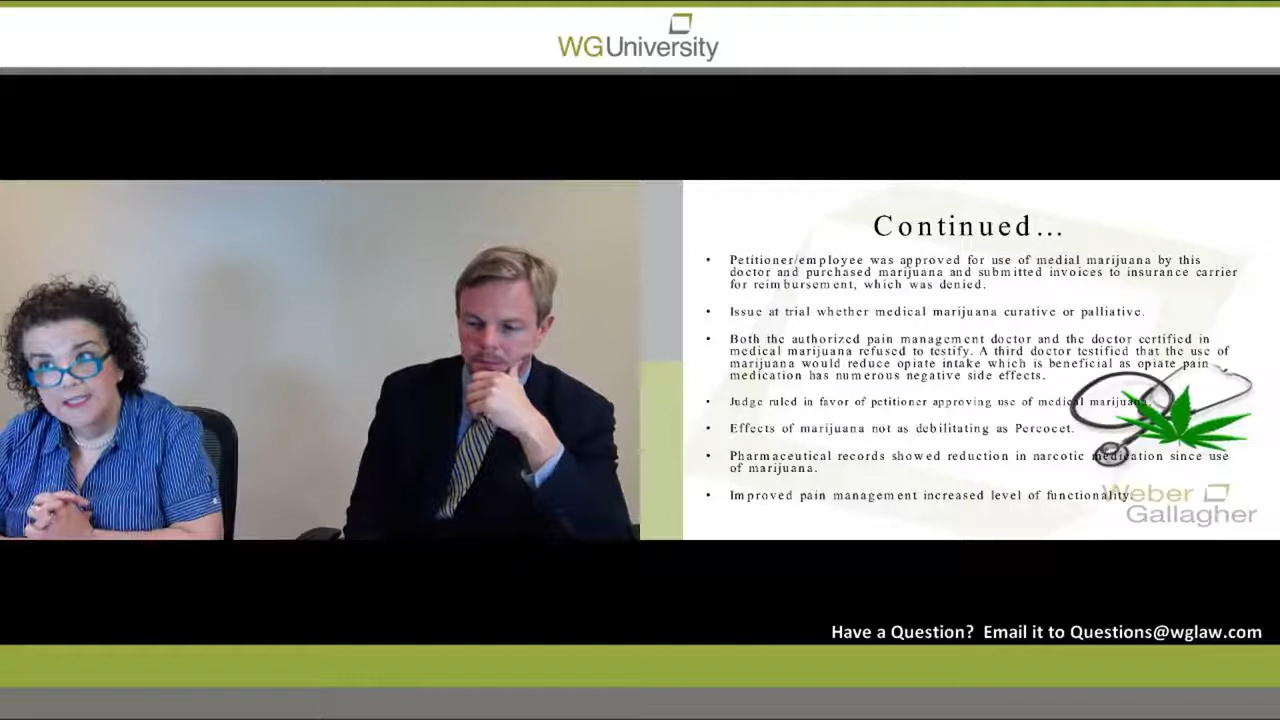 WGUniversity
Continued...
• Petitioner/employee was approved for use of medial marijuana by this
doctor and purchased marijuana and submitted invoices to insurance carrier
for reimbursement, which was denied.
• Issue at trial whether medical marijuana curative or palliative.
• Both the authorized pain management doctor and the doctor certified in
medical marijuana refused to testify. A third doctor testified that the use of
marijuana would reduce opiate intake which is beneficial as opiate pain
medication has numerous negative side effects.
• Judge ruled in favor of petitioner approving use of medical marijuana.
• Effects of marijuana not as debilitating as Percocet.
• Pharmaceutical records showed reduction in narcotic medication since use
of marijuana.
• Improved pain management increased level of functionality.
Weber
Gallagher
Have a Question? Email it to Questions@wglaw.com